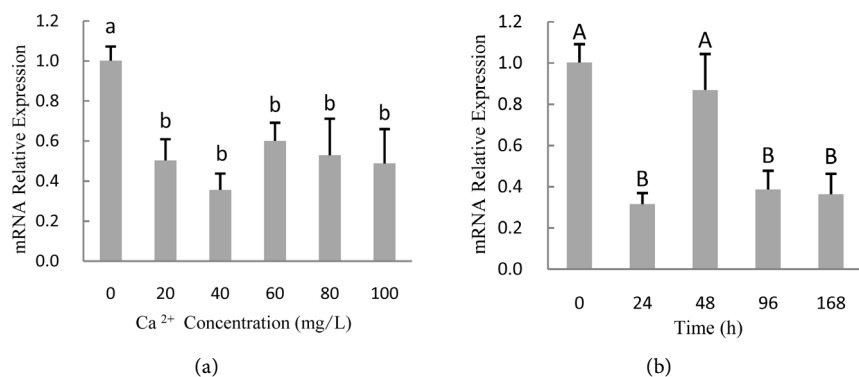 mRNA Relative Expression
1.2
1.0
0.8
0.6
0.4
0.2
0.0
a
b
b
b
b
b
0 20 40 60 80 100
Ca 2+ Concentration (mg/L)
(a)
mRNA Relative Expression
1.2
1.0
0.8
0.6
0.4
0.2
0.0
A
B
A
B
B
0 24 48 96 168
Time (h)
(b)